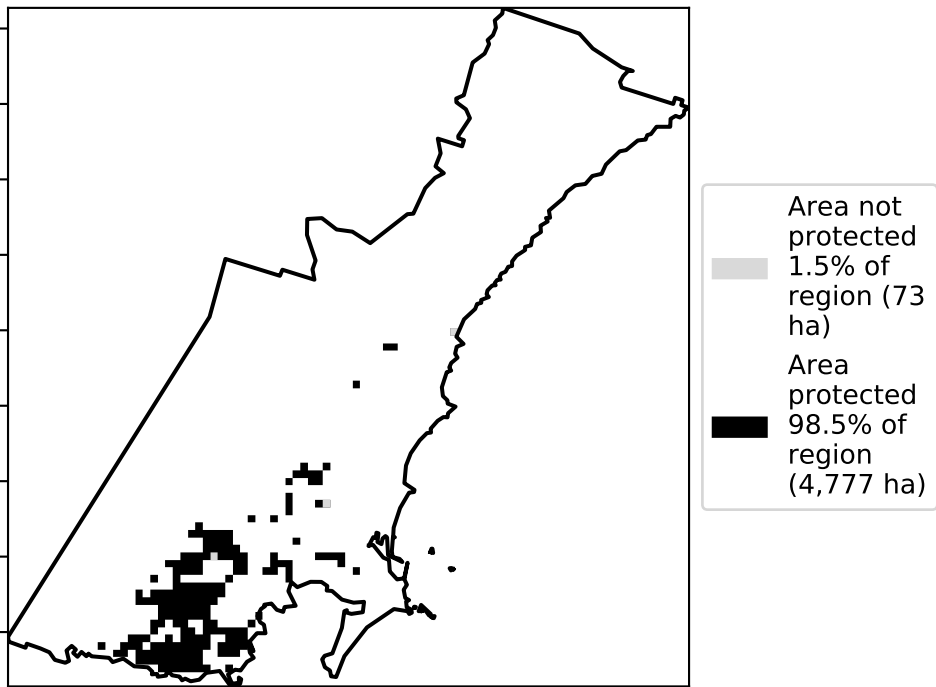 Area not
protected
1.5% of
region (73
ha)
Area
protected
98.5% of
region
(4,777 ha)